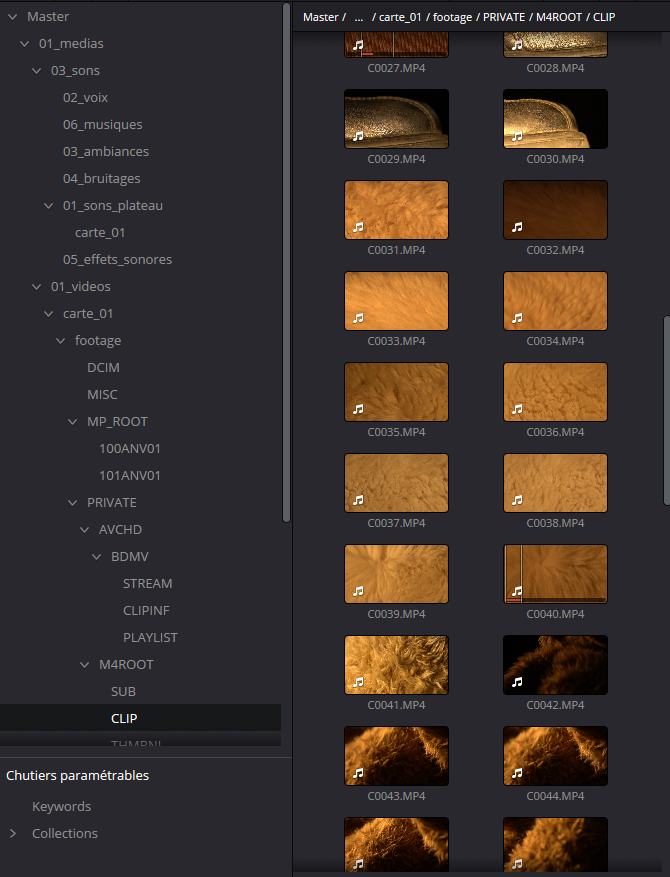 Master
01_medias
03_sons
02_voix
06_musiques
03_ambiances
04_bruitages
01_sons_plateau
carte_01
05_effets_sonores
01_videos
carte_01
footage
DCIM
MISC
MP_ROOT
100ANV01
101ANV01
PRIVATE
AVCHD
BDMV
STREAM
CLIPINF
PLAYLIST
M4ROOT
SUB
CLIP
THMBNL
Chutiers paramétrables
Keywords
Collections
Master / ... / carte_01 / footage / PRIVATE / M4ROOT / CLIP
C0027.MP4 C0028.MP4
C0029.MP4 C0030.MP4
C0031.MP4 C0032.MP4
C0033.MP4 C0034.MP4
C0035.MP4 C0036.MP4
C0037.MP4 C0038.MP4
C0039.MP4 C0040.MP4
C0041.MP4 C0042.MP4
C0043.MP4 C0044.MP4